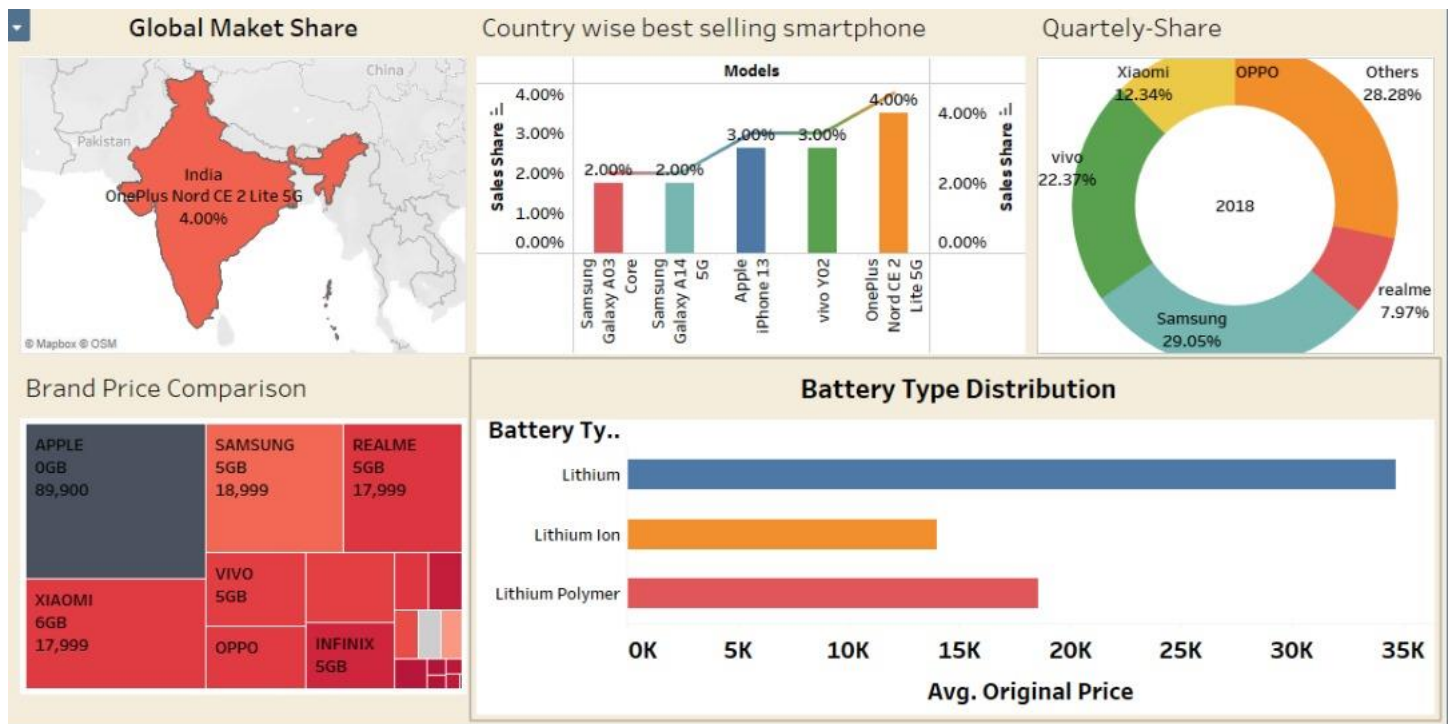 Global Maket Share
China
Pakistan
India
OnePlus Nord CE 2 Lite 5G
4.00%
© Mapbox © OSM
Country wise best selling smartphone
Models
Sales Share
4.00%
3.00%
2.00%
1.00%
0.00%
2.00%
2.00%
3.00%
3.00%
4.00%
4.00%
2.00%
0.00%
Sales Share
Samsung
Galaxy A03
Core
Samsung
Galaxy A14
5G
Apple
iPhone 13
vivo Y02
OnePlus
Nord CE 2
Lite 5G
Quartely-Share
Xiaomi
12.34%
OPPO
Others
28.28%
vivo
22.37%
2018
realme
7.97%
Samsung
29.05%
Brand Price Comparison
APPLE
0GB
89,900
SAMSUNG
5GB
18,999
REALME
5GB
17,999
XIAOMI
6GB
17,999
VIVO
5GB
OPPO
INFINIX
5GB
Battery Type Distribution
Battery Ty..
Lithium
Lithium Ion
Lithium Polymer
0K 5K 10K 15K 20K 25K 30K 35K
Avg. Original Price